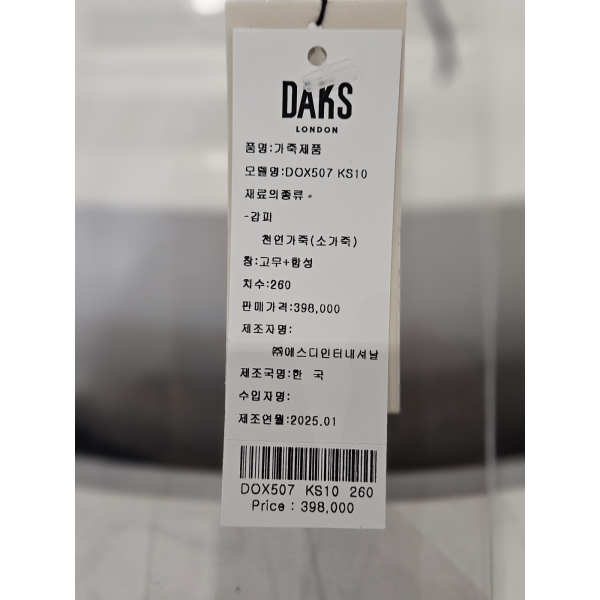 DAKS
LONDON
품명:가죽제품
모델명:DOX507 KS10
재료의종류
-갑피
천연가죽(소가죽)
창:고무+합성
치수:260
판매가격:398,000
제조자명:
㈜에스디인터내셔날
제조국명:한 국
수입자명:
제조연월:2025.01
DOX507 KS10 260
Price : 398,000